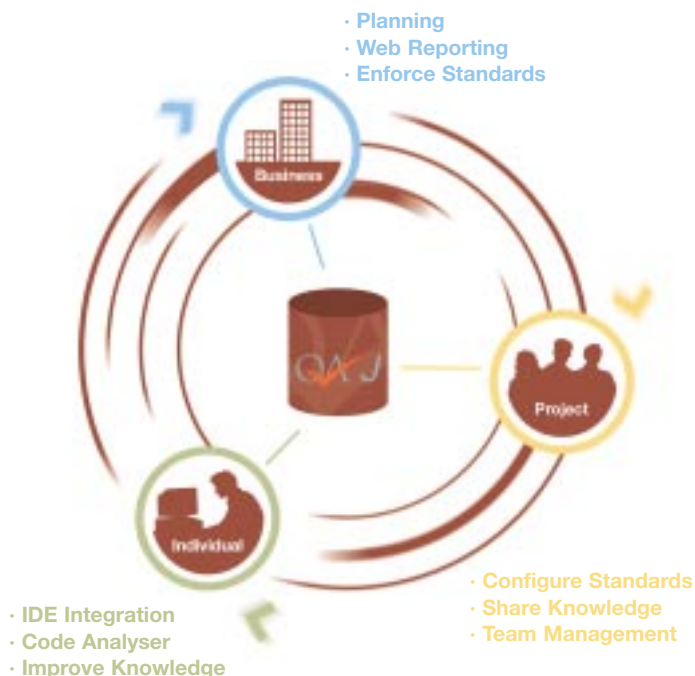 · Planning
· Web Reporting
· Enforce Standards
Business
QA J
Project
Individual
· Configure Standards
· Share Knowledge
· Team Management
· IDE Integration
· Code Analyser
· Improve Knowledge